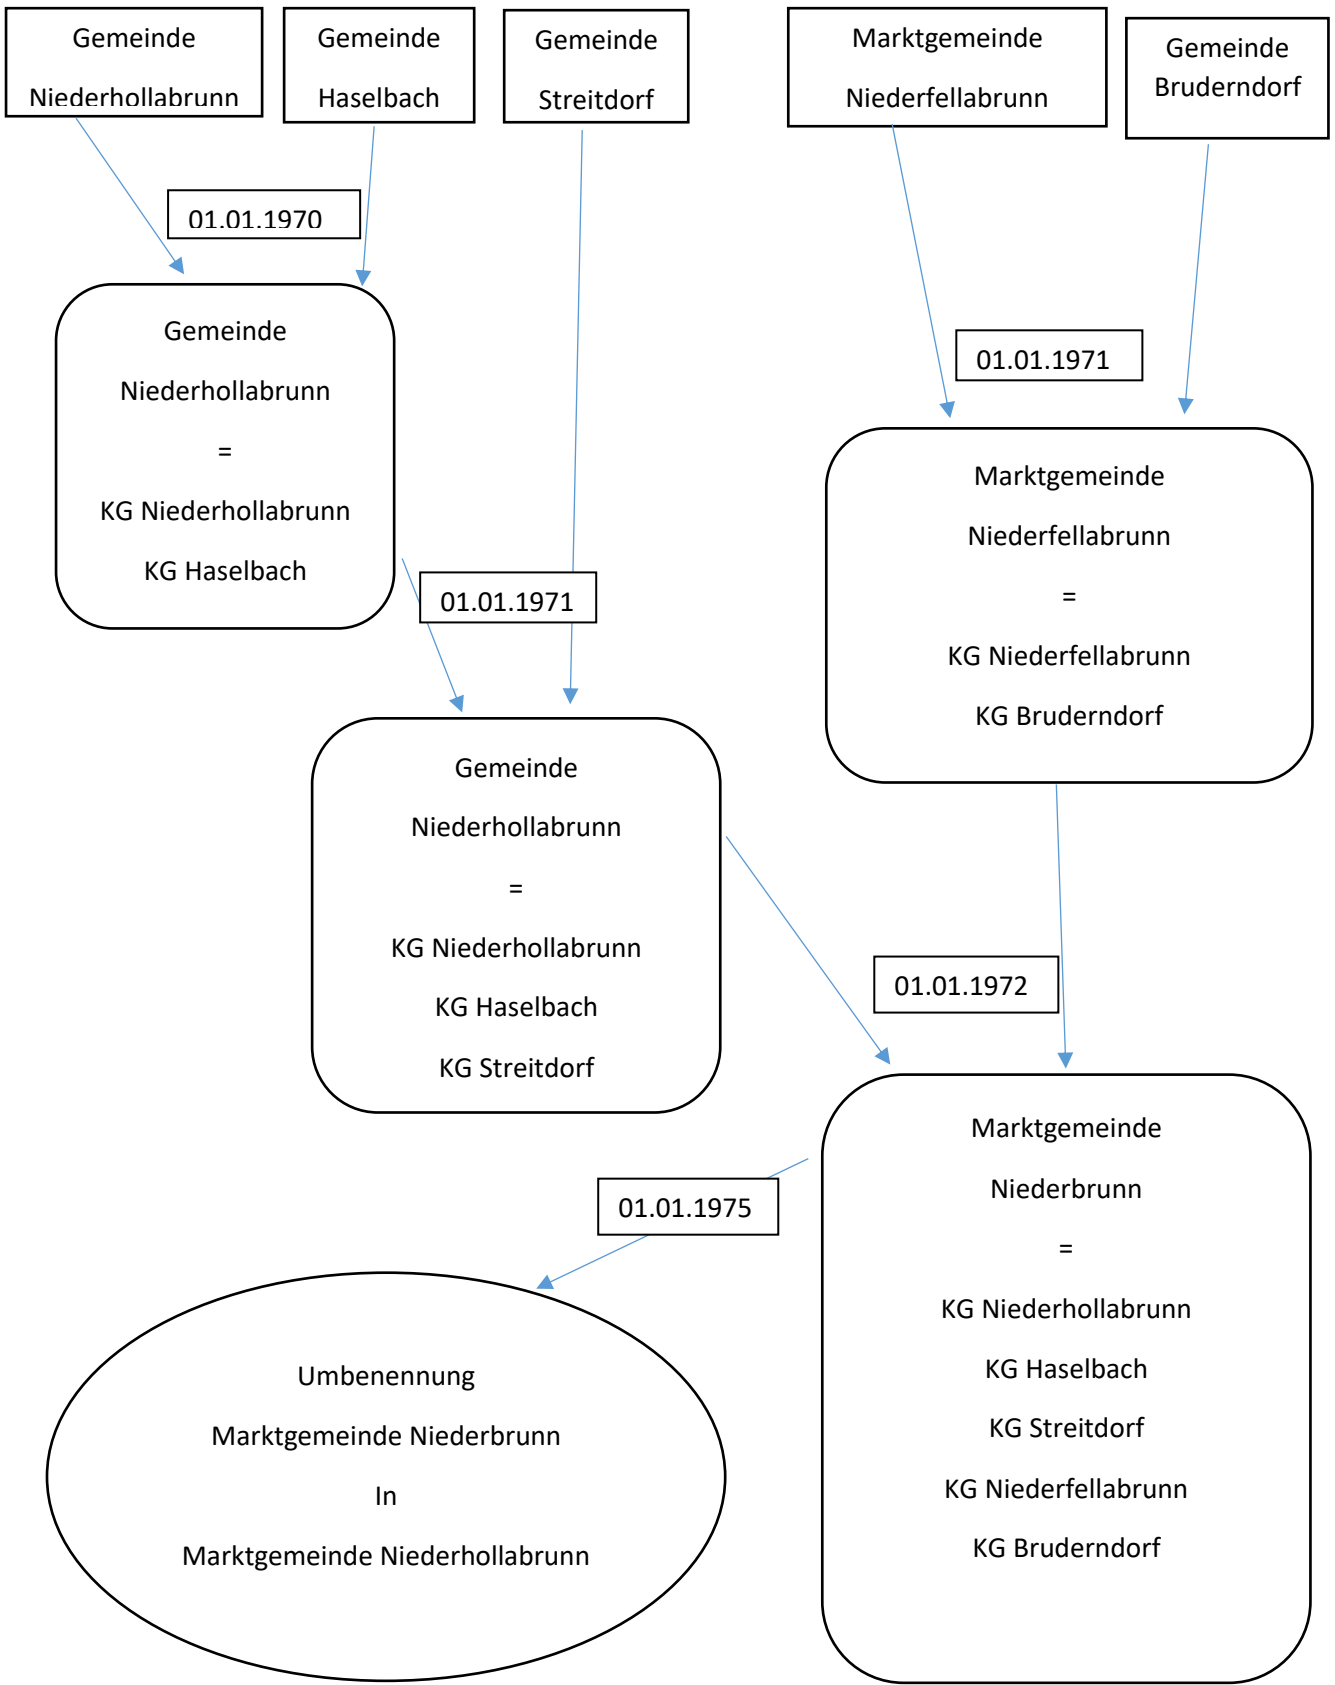 Gemeinde
Niederhollabrunn
Gemeinde
Haselbach
Gemeinde
Streitdorf
Marktgemeinde
Niederfellabrunn
Gemeinde
Bruderndorf
01.01.1970
Gemeinde
Niederhollabrunn
=
KG Niederhollabrunn
KG Haselbach
01.01.1971
Marktgemeinde
Niederfellabrunn
=
KG Niederfellabrunn
KG Bruderndorf
01.01.1971
Gemeinde
Niederhollabrunn
=
KG Niederhollabrunn
KG Haselbach
KG Streitdorf
01.01.1972
Marktgemeinde
Niederbrunn
=
KG Niederhollabrunn
KG Haselbach
KG Streitdorf
KG Niederfellabrunn
KG Bruderndorf
01.01.1975
Umbenennung
Marktgemeinde Niederbrunn
In
Marktgemeinde Niederhollabrunn